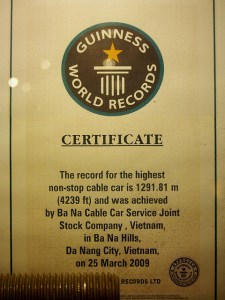 GUINNESS
WORLD RECORDS
CERTIFICATE
The record for the highest
non-stop cable car is 1291.81 m
(4239 ft) and was achieved
by Ba Na Cable Car Service Joint
Stock Company , Vietnam,
in Ba Na Hills,
Da Nang City, Vietnam,
on 25 March 2009
RECORDS LTD